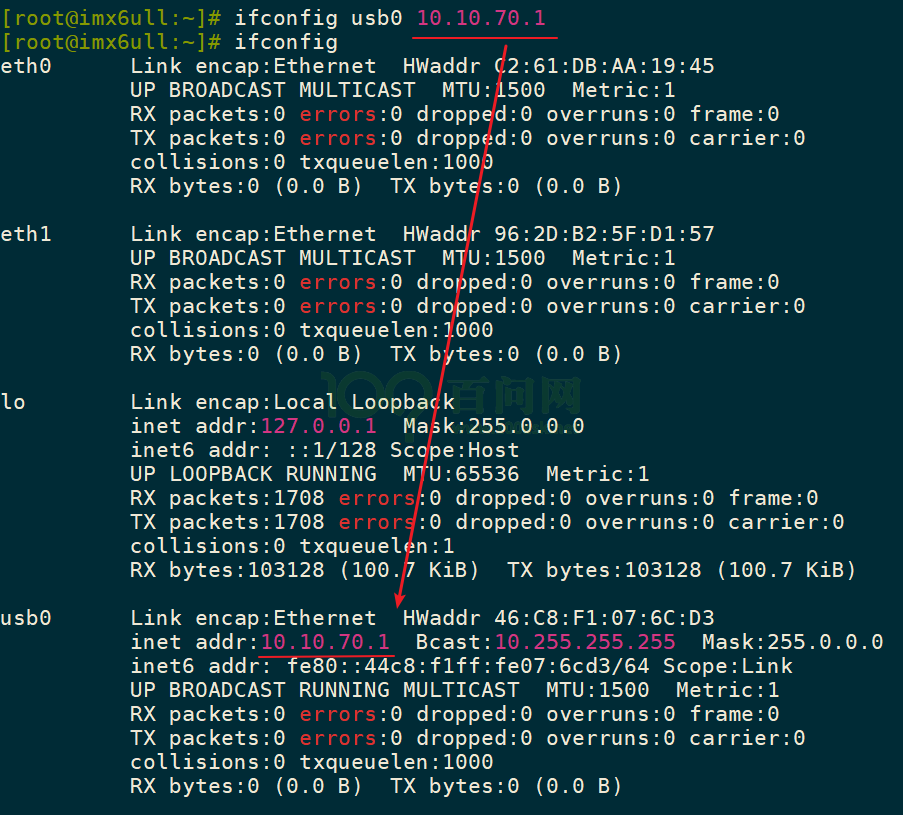 [root@imx6ull:~]# ifconfig usb0 10.10.70.1
[root@imx6ull:~]# ifconfig
eth0      Link encap:Ethernet  HWaddr C2:61:DB:AA:19:45
          UP BROADCAST MULTICAST  MTU:1500  Metric:1
          RX packets:0 errors:0 dropped:0 overruns:0 frame:0
          TX packets:0 errors:0 dropped:0 overruns:0 carrier:0
          collisions:0 txqueuelen:1000
          RX bytes:0 (0.0 B)  TX bytes:0 (0.0 B)

eth1      Link encap:Ethernet  HWaddr 96:2D:B2:5F:D1:57
          UP BROADCAST MULTICAST  MTU:1500  Metric:1
          RX packets:0 errors:0 dropped:0 overruns:0 frame:0
          TX packets:0 errors:0 dropped:0 overruns:0 carrier:0
          collisions:0 txqueuelen:1000
          RX bytes:0 (0.0 B)  TX bytes:0 (0.0 B)

100 百问网
lo        Link encap:Local Loopback
          inet addr:127.0.0.1  Mask:255.0.0.0
          inet6 addr: ::1/128 Scope:Host
          UP LOOPBACK RUNNING  MTU:65536  Metric:1
          RX packets:1708 errors:0 dropped:0 overruns:0 frame:0
          TX packets:1708 errors:0 dropped:0 overruns:0 carrier:0
          collisions:0 txqueuelen:1
          RX bytes:103128 (100.7 KiB)  TX bytes:103128 (100.7 KiB)

usb0      Link encap:Ethernet  HWaddr 46:C8:F1:07:6C:D3
          inet addr:10.10.70.1  Bcast:10.255.255.255  Mask:255.0.0.0
          inet6 addr: fe80::44c8:f1ff:fe07:6cd3/64 Scope:Link
          UP BROADCAST RUNNING MULTICAST  MTU:1500  Metric:1
          RX packets:0 errors:0 dropped:0 overruns:0 frame:0
          TX packets:0 errors:0 dropped:0 overruns:0 carrier:0
          collisions:0 txqueuelen:1000
          RX bytes:0 (0.0 B)  TX bytes:0 (0.0 B)